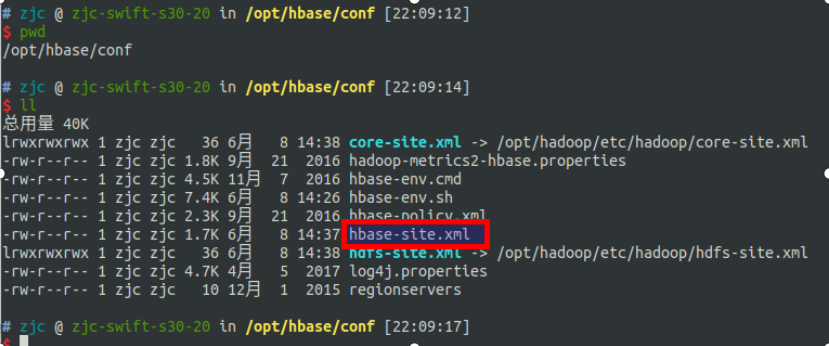 # zjc @ zjc-swift-s30-20 in /opt/hbase/conf [22:09:12]
$ pwd
/opt/hbase/conf
# zjc @ zjc-swift-s30-20 in /opt/hbase/conf [22:09:14]
$ ll
总用量 40K
lrwxrwxrwx 1 zjc zjc 36 6月 8 14:38 core-site.xml -> /opt/hadoop/etc/hadoop/core-site.xml
-rw-r--r-- 1 zjc zjc 1.8K 9月 21 2016 hadoop-metrics2-hbase.properties
-rw-r--r-- 1 zjc zjc 4.5K 11月 7 2016 hbase-env.cmd
-rw-r--r-- 1 zjc zjc 7.4K 6月 8 14:26 hbase-env.sh
-rw-r--r-- 1 zjc zjc 2.3K 9月 21 2016 hbase-policy.xml
-rw-r--r-- 1 zjc zjc 1.7K 6月 8 14:37 hbase-site.xml
lrwxrwxrwx 1 zjc zjc 36 6月 8 14:38 hdfs-site.xml -> /opt/hadoop/etc/hadoop/hdfs-site.xml
-rw-r--r-- 1 zjc zjc 4.7K 4月 5 2017 log4j.properties
-rw-r--r-- 1 zjc zjc 10 12月 1 2015 regionservers
# zjc @ zjc-swift-s30-20 in /opt/hbase/conf [22:09:17]
$